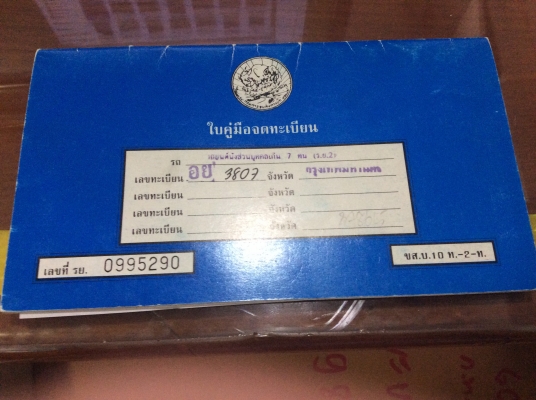 ใบคู่มือจดทะเบียน
รถ รถยนต์นั่งส่วนบุคคลไม่เกิน 7 คน (ร.ย.1)
เลขทะเบียน 3807 จังหวัด กรุงเทพมหานคร
เลขทะเบียน จังหวัด
เลขทะเบียน จังหวัด
เลขทะเบียน จังหวัด
เลขที่ รย. 0995290
ขส.บ.10 ท.-2-ท.